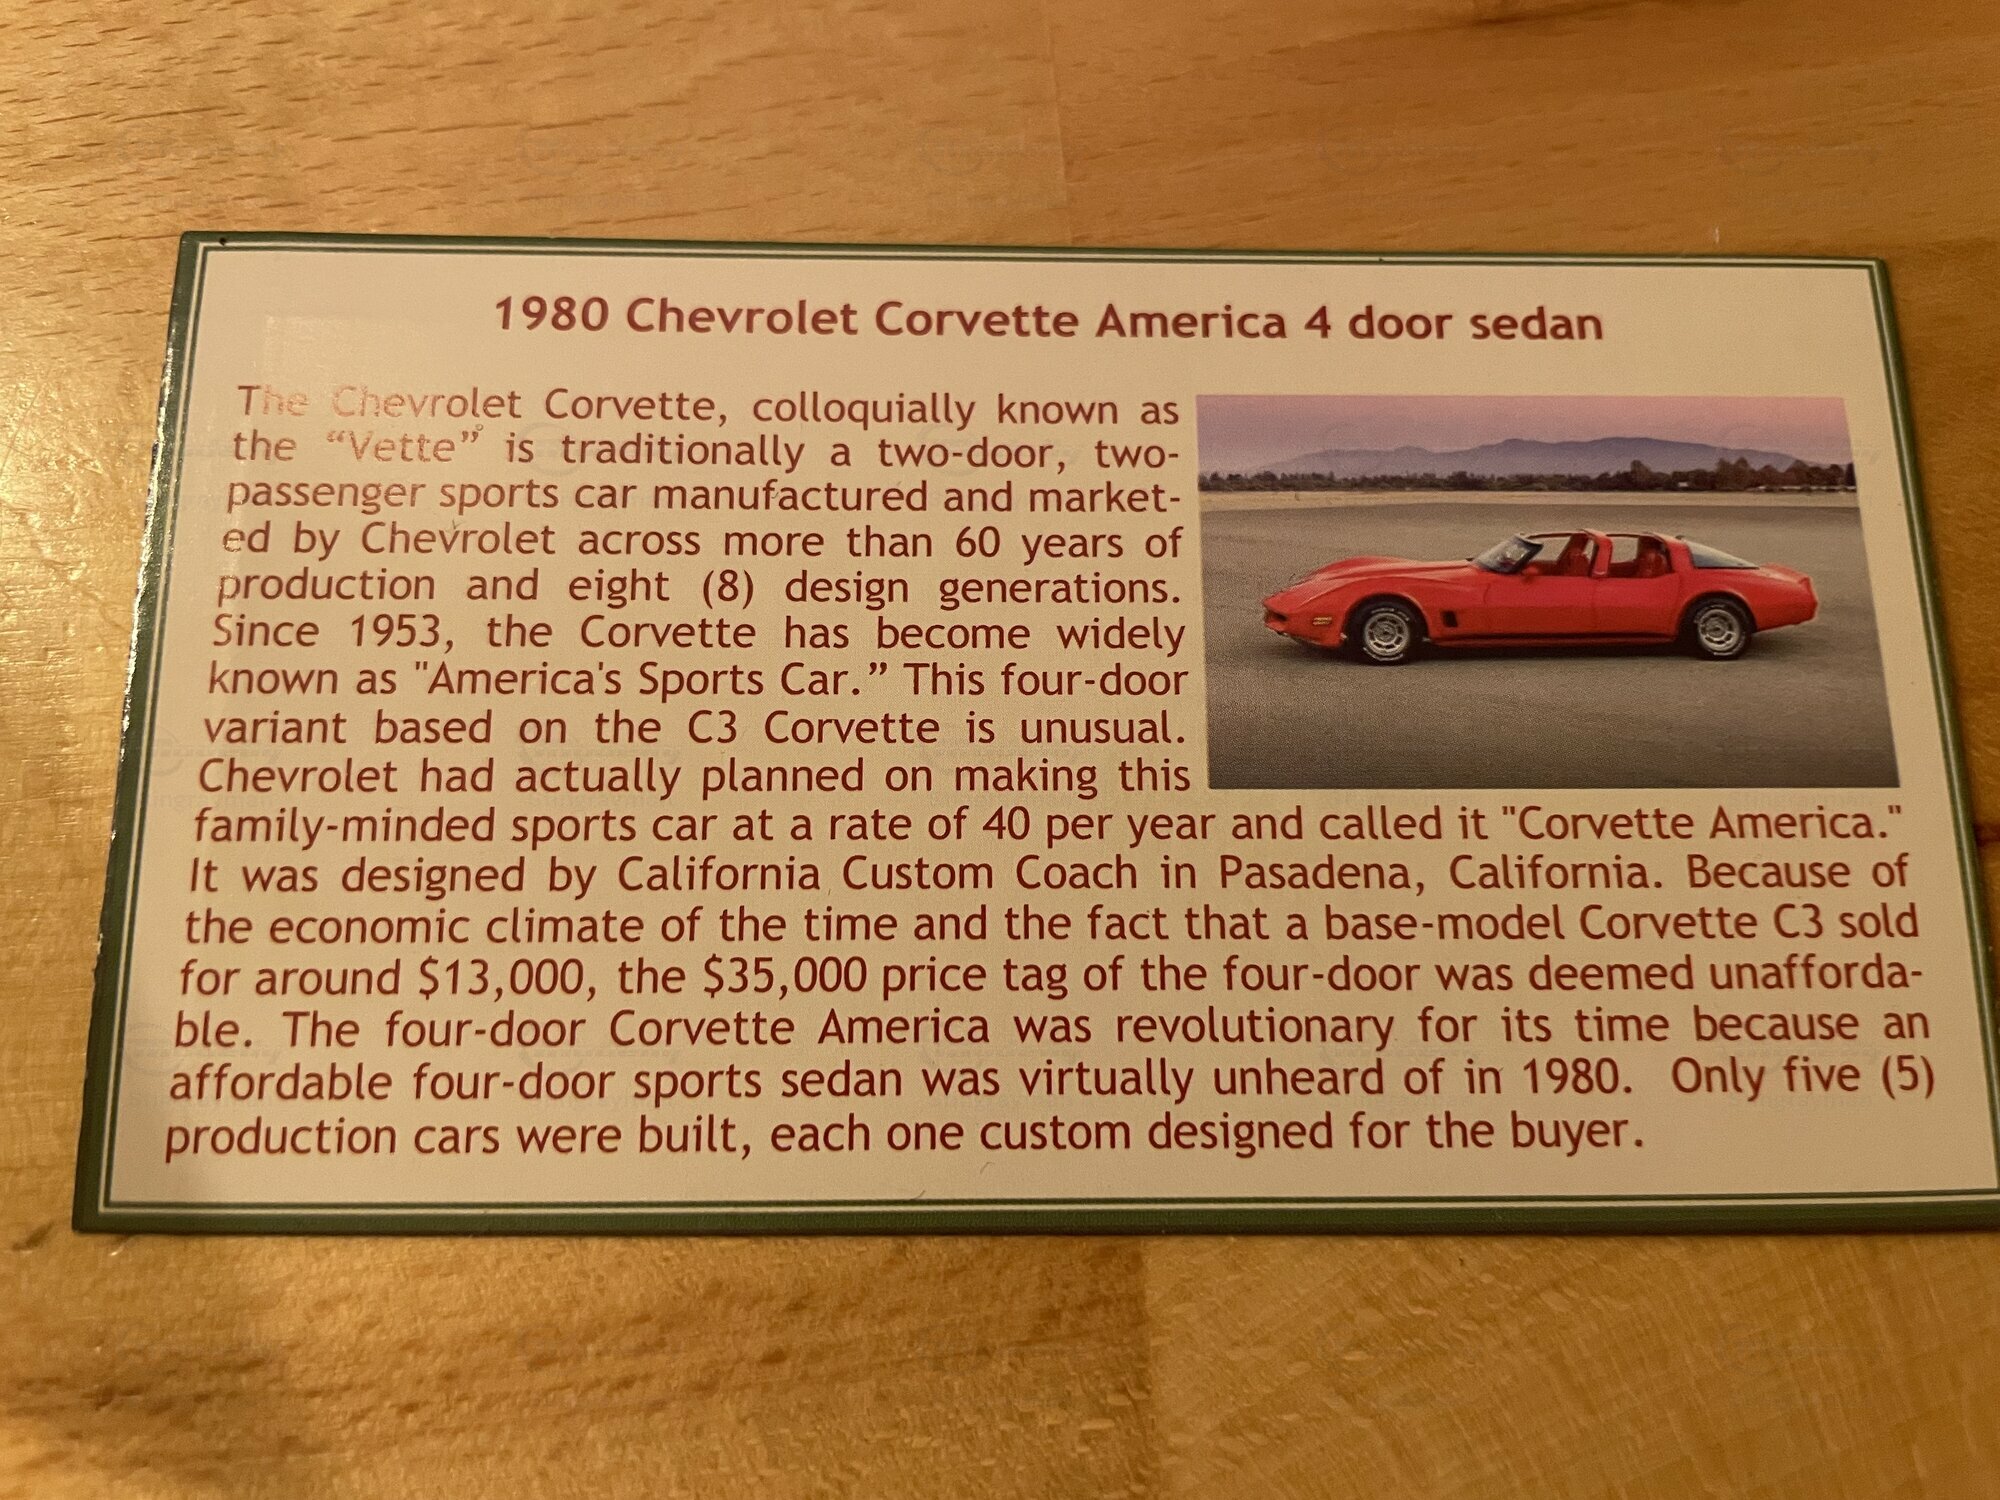 1980 Chevrolet Corvette America 4 door sedan
The Chevrolet Corvette, colloquially known as
the “Vette” is traditionally a two-door, two-
passenger sports car manufactured and market-
ed by Chevrolet across more than 60 years of
production and eight (8) design generations.
Since 1953, the Corvette has become widely
known as "America's Sports Car.” This four-door
variant based on the C3 Corvette is unusual.
Chevrolet had actually planned on making this
family-minded sports car at a rate of 40 per year and called it "Corvette America."
It was designed by California Custom Coach in Pasadena, California. Because of
the economic climate of the time and the fact that a base-model Corvette C3 sold
for around $13,000, the $35,000 price tag of the four-door was deemed unafforda-
ble. The four-door Corvette America was revolutionary for its time because an
affordable four-door sports sedan was virtually unheard of in 1980. Only five (5)
production cars were built, each one custom designed for the buyer.